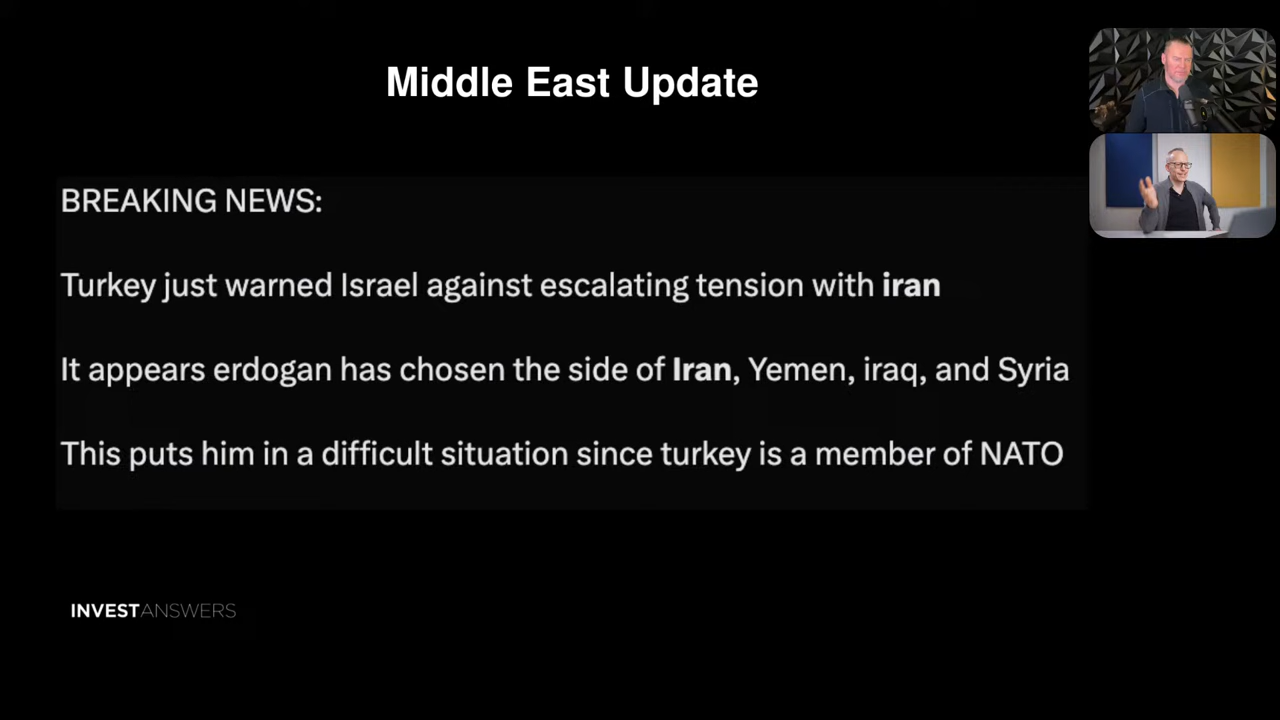 Middle East Update
BREAKING NEWS:
Turkey just warned Israel against escalating tension with iran
It appears erdogan has chosen the side of Iran, Yemen, iraq, and Syria
This puts him in a difficult situation since turkey is a member of NATO
INVESTANSWERS